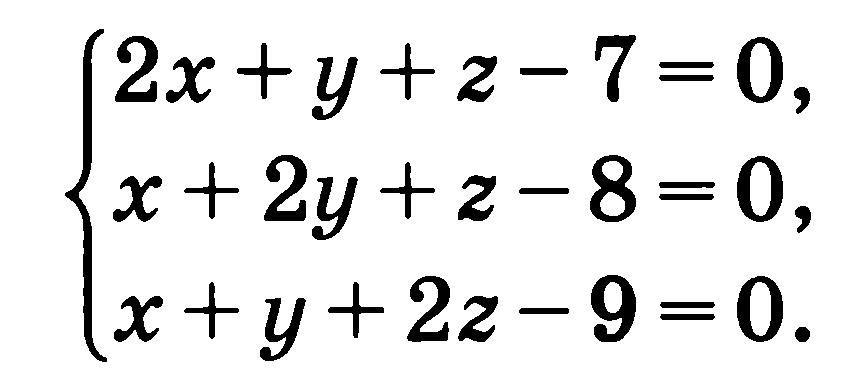 2x + y + z − 7 = 0,
x + 2y + z − 8 = 0,
x + y + 2z − 9 = 0.